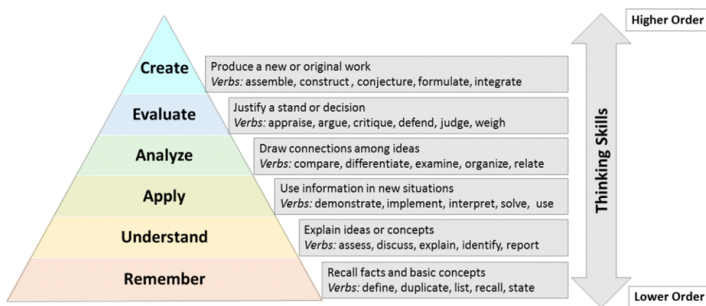 Higher Order
Create
Produce a new or original work
Verbs: assemble, construct , conjecture, formulate, integrate
Evaluate
Justify a stand or decision
Verbs: appraise, argue, critique, defend, judge, weigh
Analyze
Draw connections among ideas
Verbs: compare, differentiate, examine, organize, relate
Apply
Use information in new situations
Verbs: demonstrate, implement, interpret, solve, use
Understand
Explain ideas or concepts
Verbs: assess, discuss, explain, identify, report
Remember
Recall facts and basic concepts
Verbs: define, duplicate, list, recall, state
Thinking Skills
Lower Order